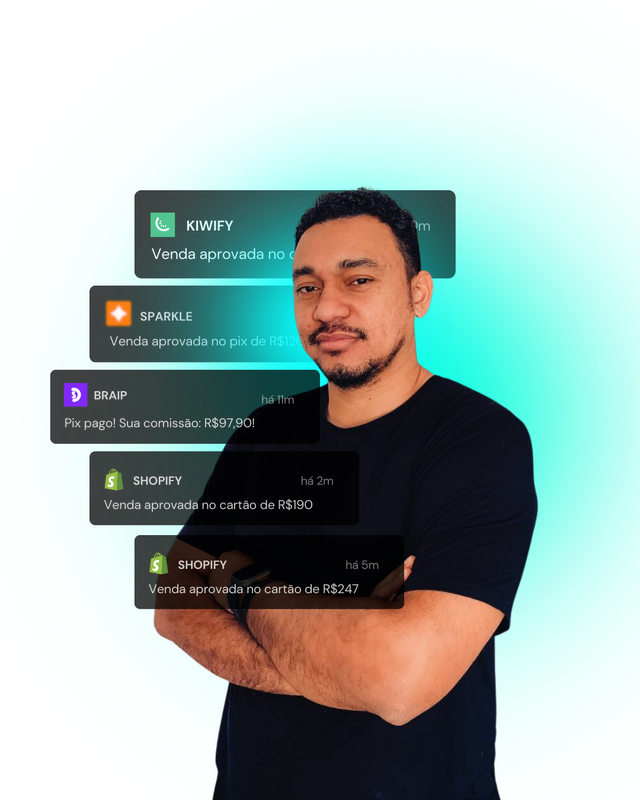 KIWIFY
Venda aprovada no
SPARKLE
Venda aprovada no pix de
BRAIP
há 11m
Pix pago! Sua comissão: R$97,90!
SHOPIFY
há 2m
Venda aprovada no cartão de R$190
SHOPIFY
há 5m
Venda aprovada no cartão de R$247